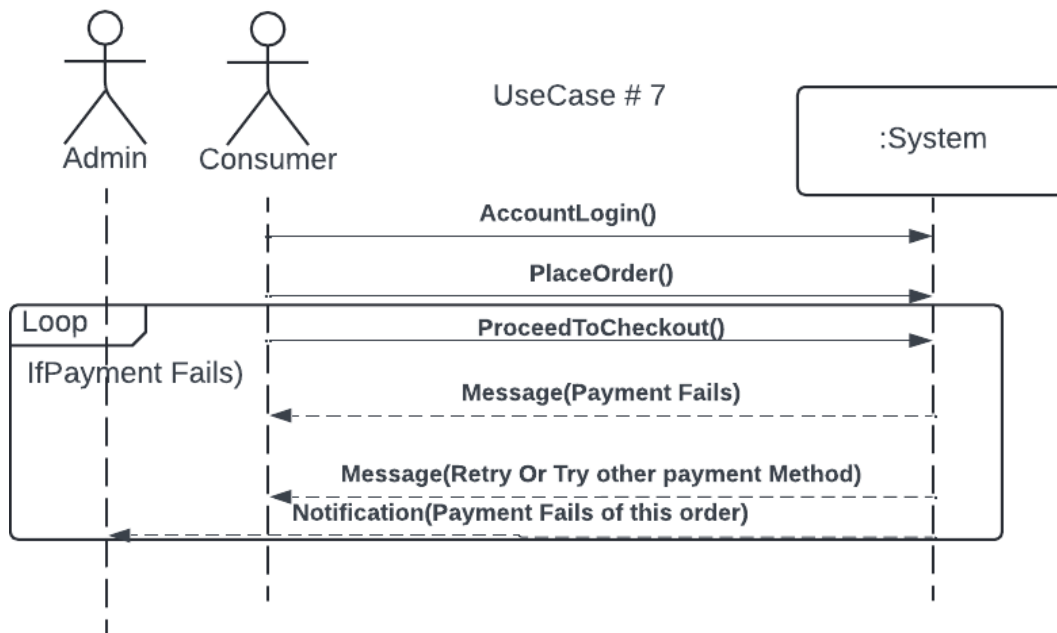 UseCase # 7
:System
Admin
Consumer
AccountLogin()
PlaceOrder()
Loop
ProceedToCheckout()
IfPayment Fails)
Message(Payment Fails)
Message(Retry Or Try other payment Method)
Notification(Payment Fails of this order)